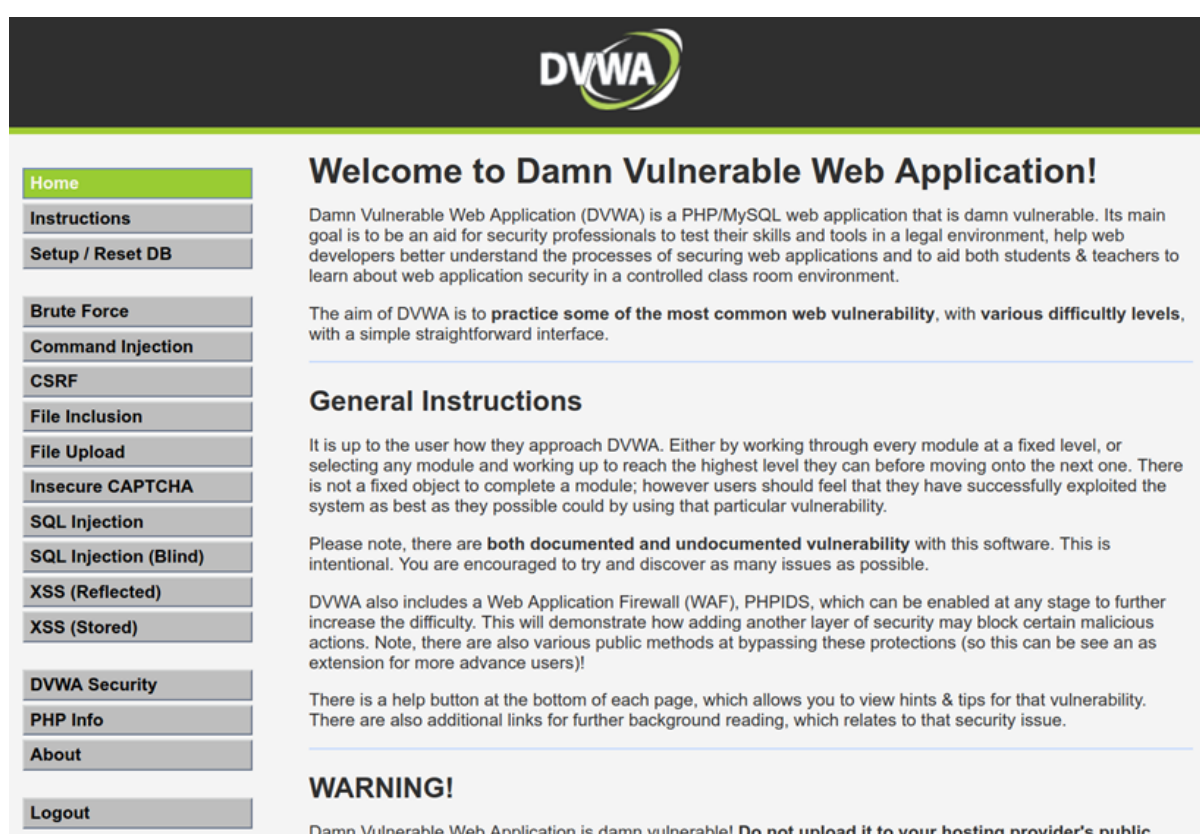 DVWA
Home
Instructions
Setup / Reset DB
Brute Force
Command Injection
CSRF
File Inclusion
File Upload
Insecure CAPTCHA
SQL Injection
SQL Injection (Blind)
XSS (Reflected)
XSS (Stored)
DVWA Security
PHP Info
About
Logout
Welcome to Damn Vulnerable Web Application!
Damn Vulnerable Web Application (DVWA) is a PHP/MySQL web application that is damn vulnerable. Its main
goal is to be an aid for security professionals to test their skills and tools in a legal environment, help web
developers better understand the processes of securing web applications and to aid both students & teachers to
learn about web application security in a controlled class room environment.
The aim of DVWA is to practice some of the most common web vulnerability, with various difficultly levels,
with a simple straightforward interface.
General Instructions
It is up to the user how they approach DVWA. Either by working through every module at a fixed level, or
selecting any module and working up to reach the highest level they can before moving onto the next one. There
is not a fixed object to complete a module; however users should feel that they have successfully exploited the
system as best as they possible could by using that particular vulnerability.
Please note, there are both documented and undocumented vulnerability with this software. This is
intentional. You are encouraged to try and discover as many issues as possible.
DVWA also includes a Web Application Firewall (WAF), PHPIDS, which can be enabled at any stage to further
increase the difficulty. This will demonstrate how adding another layer of security may block certain malicious
actions. Note, there are also various public methods at bypassing these protections (so this can be see an as
extension for more advance users)!
There is a help button at the bottom of each page, which allows you to view hints & tips for that vulnerability.
There are also additional links for further background reading, which relates to that security issue.
WARNING!
Damn Vulnerable Web Application is damn vulnerable! Do not upload it to your hosting provider's public